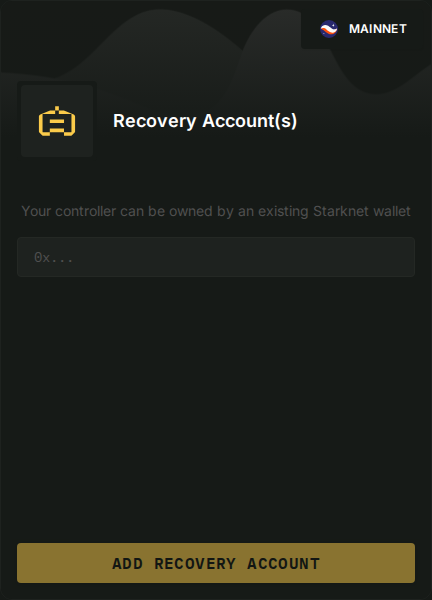 MAINNET
Recovery Account(s)
Your controller can be owned by an existing Starknet wallet
0x...
ADD RECOVERY ACCOUNT